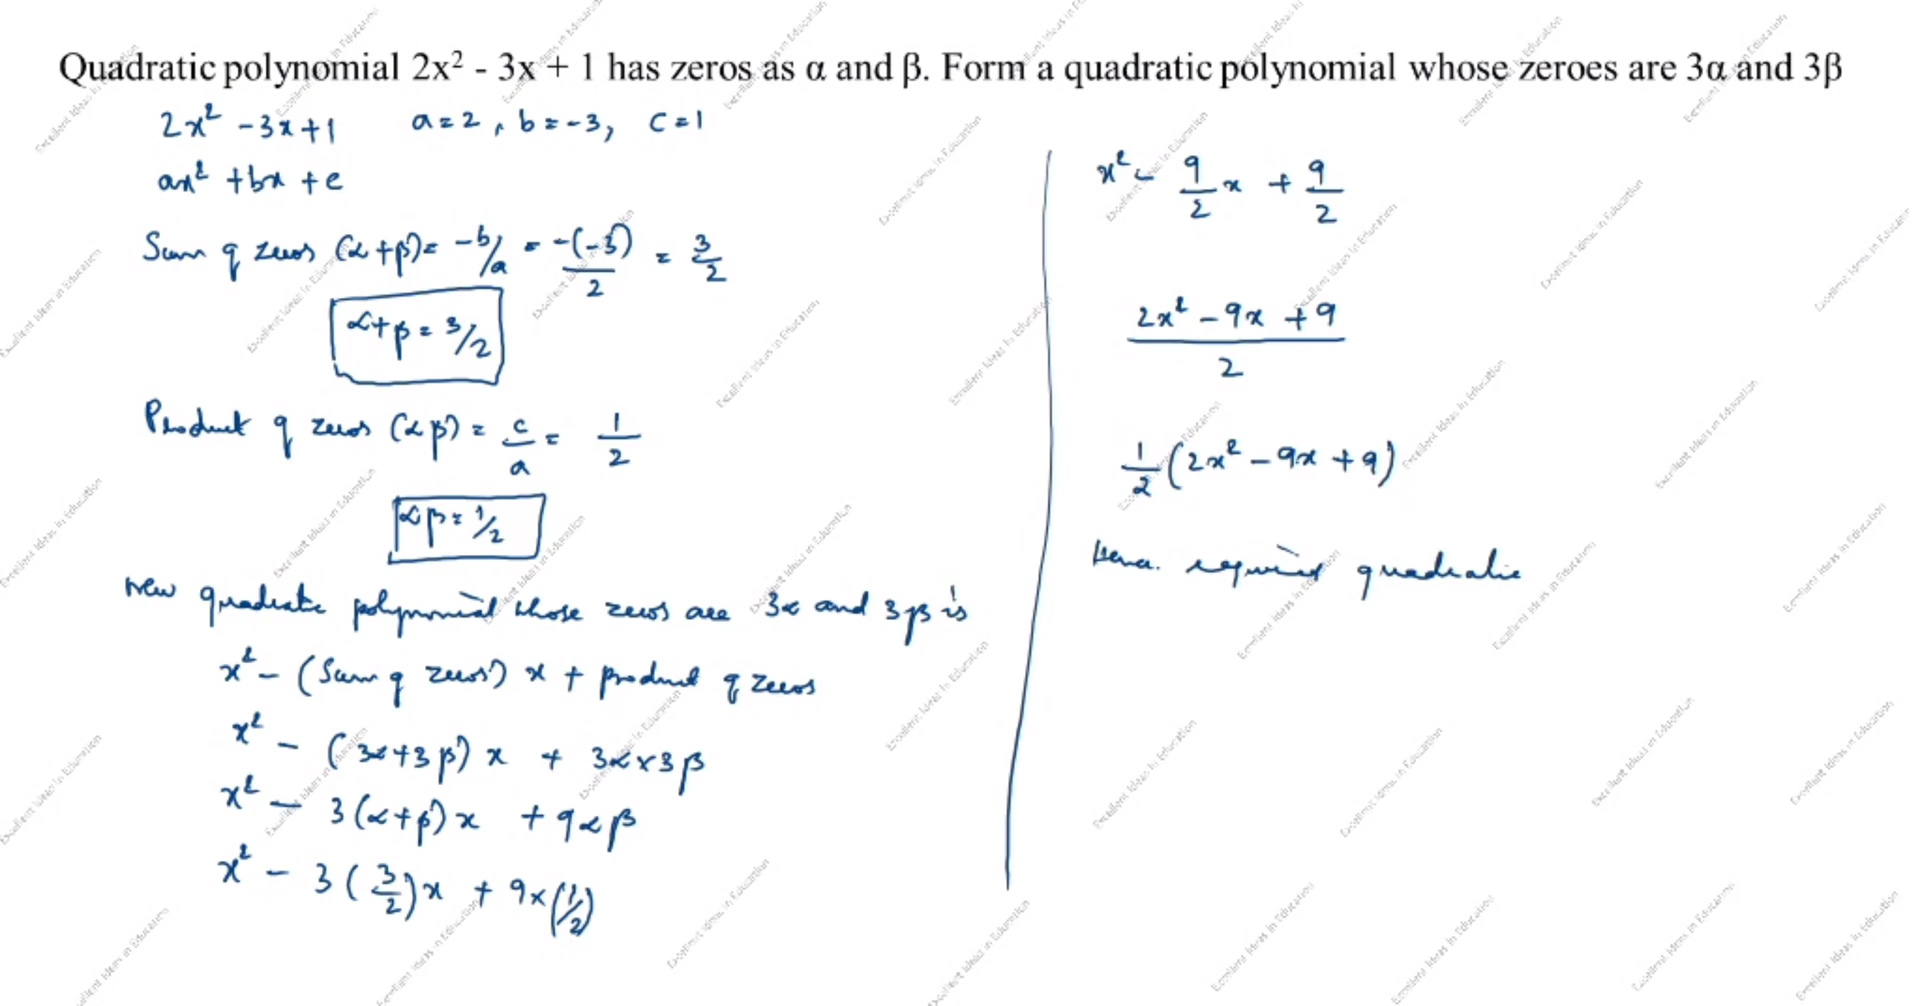 Quadratic polynomial 2x² - 3x + 1 has zeros as α and β. Form a quadratic polynomial whose zeroes are 3α and 3β
2x² - 3x + 1 a = 2, b = -3, c = 1
ax² + bx + c
Sum of zeros (α + β) = -b/a = -(-3)/2 = 3/2
α + β = 3/2
Product of zeros (αβ) = c/a = 1/2
αβ = 1/2
New quadratic polynomial whose zeros are 3α and 3β is
x² - (Sum of zeros) x + product of zeros
x² - (3α + 3β) x + 3α × 3β
x² - 3(α + β) x + 9αβ
x² - 3(3/2) x + 9 × (1/2)
x² - 9/2 x + 9/2
2x² - 9x + 9
2
1/2 (2x² - 9x + 9)
Hence. required quadratic
Excellent Ideas in Education